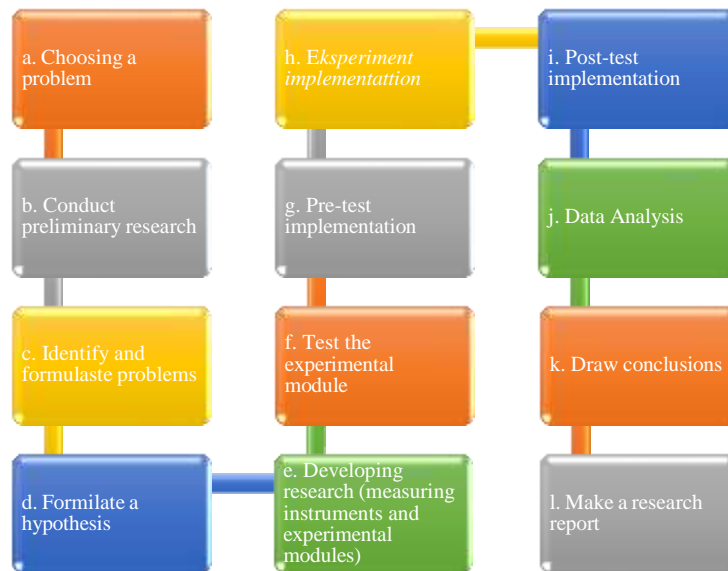 a. Choosing a
problem
b. Conduct
preliminary research
c. Identify and
formulaste problems
d. Formilate a
hypothesis
e. Developing
research (measuring
instruments and
experimental
modules)
f. Test the
experimental
module
g. Pre-test
implementation
h. Eksperiment
implementattion
i. Post-test
implementation
j. Data Analysis
k. Draw conclusions
l. Make a research
report